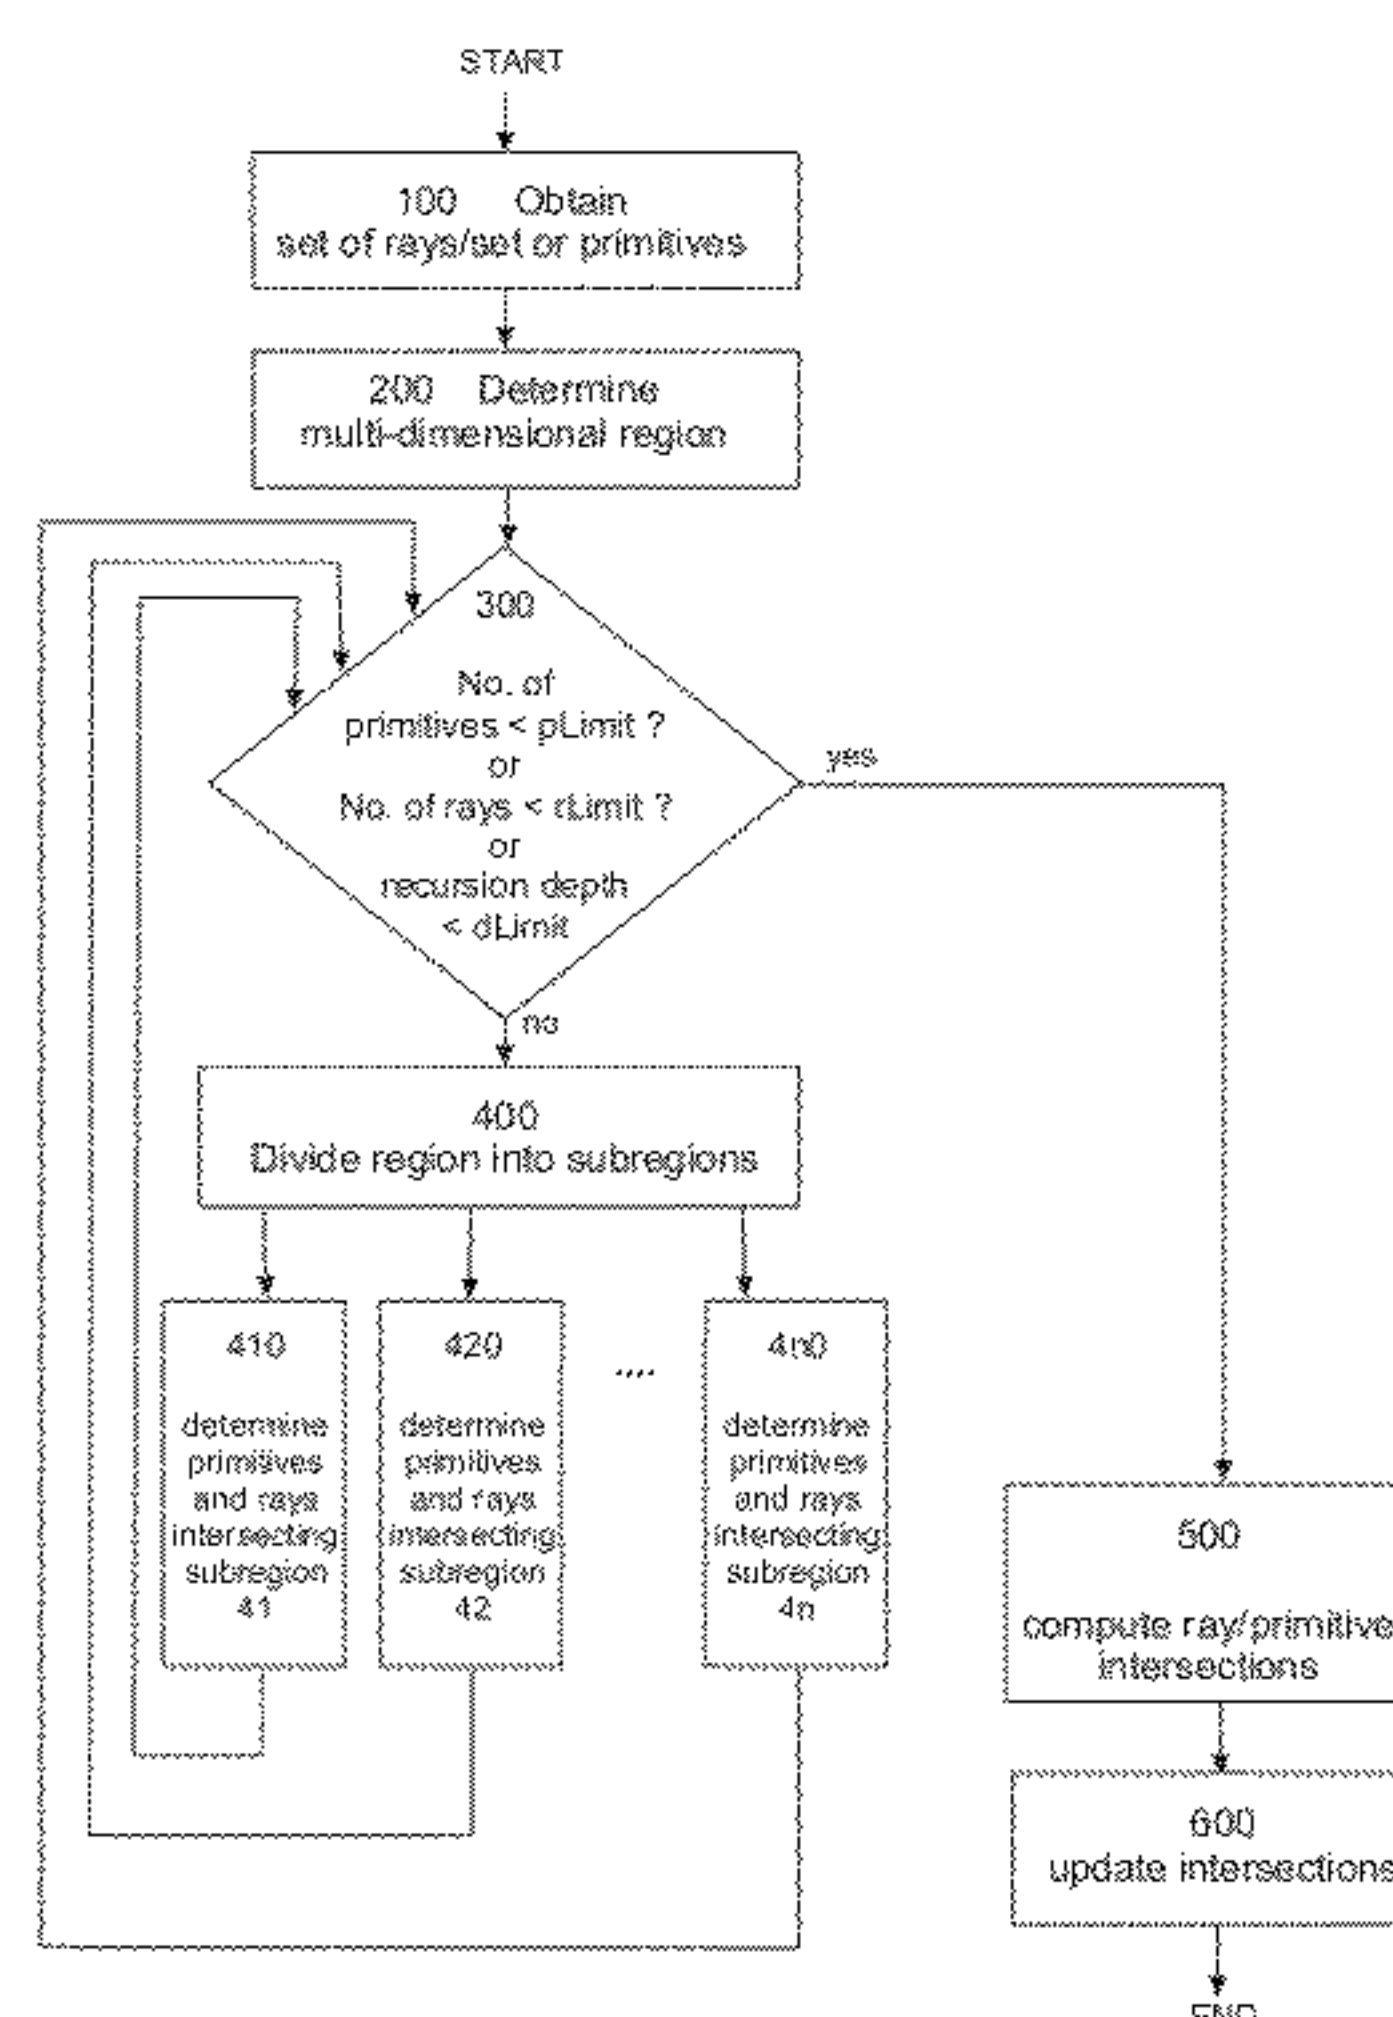 START
100 Obtain
set of rays/set or primitives
200 Determine
multi-dimensional region
300
No. of
primitives < pLimit ?
or
No. of rays < rLimit ?
or
recursion depth
< dLimit
yes
no
400
Divide region into subregions
410
determine
primitives
and rays
intersecting
subregion
41
420
determine
primitives
and rays
intersecting
subregion
42
....
4n0
determine
primitives
and rays
intersecting
subregion
4n
500
compute ray/primitive
intersections
600
update intersections
END